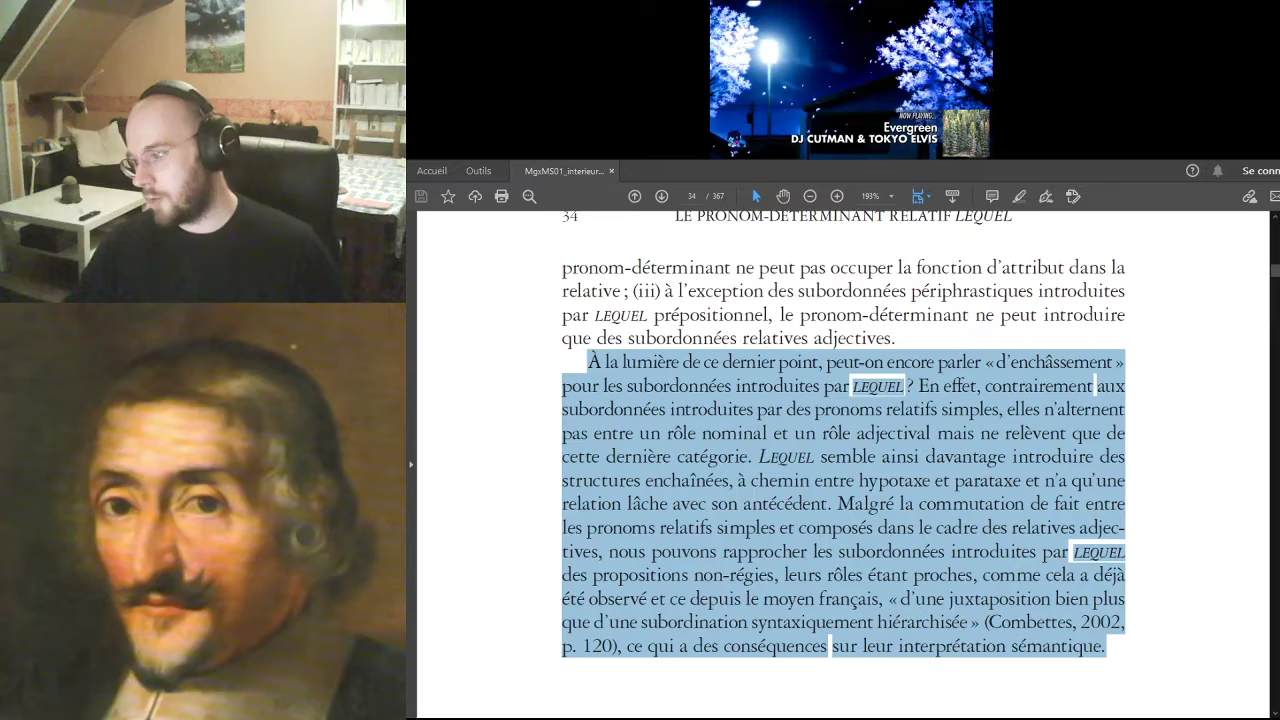 NOW PLAYING...
Evergreen
DJ CUTMAN & TOKYO ELVIS
Accueil
Outils
MgxMS01_interieur... ×
Se conn
34 / 367
193%
34 LE PRONOM-DÉTERMINANT RELATIF LEQUEL
pronom-déterminant ne peut pas occuper la fonction d’attribut dans la
relative ; (iii) à l’exception des subordonnées périphrastiques introduites
par LEQUEL prépositionnel, le pronom-déterminant ne peut introduire
que des subordonnées relatives adjectives.
À la lumière de ce dernier point, peut-on encore parler « d’enchâssement »
pour les subordonnées introduites par LEQUEL ? En effet, contrairement aux
subordonnées introduites par des pronoms relatifs simples, elles n’alternent
pas entre un rôle nominal et un rôle adjectival mais ne relèvent que de
cette dernière catégorie. LEQUEL semble ainsi davantage introduire des
structures enchaînées, à chemin entre hypotaxe et parataxe et n’a qu’une
relation lâche avec son antécédent. Malgré la commutation de fait entre
les pronoms relatifs simples et composés dans le cadre des relatives adjec-
tives, nous pouvons rapprocher les subordonnées introduites par LEQUEL
des propositions non-régies, leurs rôles étant proches, comme cela a déjà
été observé et ce depuis le moyen français, « d’une juxtaposition bien plus
que d’une subordination syntaxiquement hiérarchisée » (Combettes, 2002,
p. 120), ce qui a des conséquences sur leur interprétation sémantique.